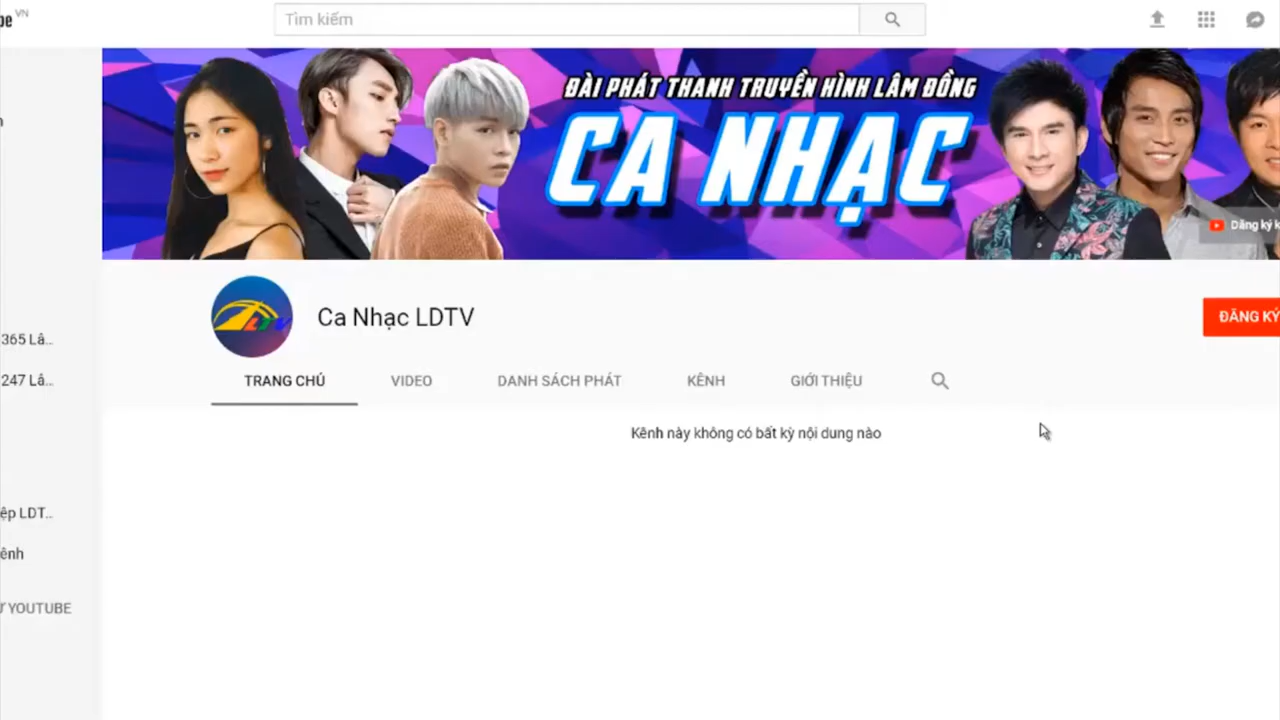 be VN
Tìm kiếm
ĐÀI PHÁT THANH TRUYỀN HÌNH LÂM ĐỒNG
CA NHẠC
Đăng ký k
LTV
Ca Nhạc LDTV
ĐĂNG KÝ
365 Lâ..
247 Lâ..
TRANG CHỦ VIDEO DANH SÁCH PHÁT KÊNH GIỚI THIỆU
Kênh này không có bất kỳ nội dung nào
ệp LDT..
ênh
Ừ YOUTUBE